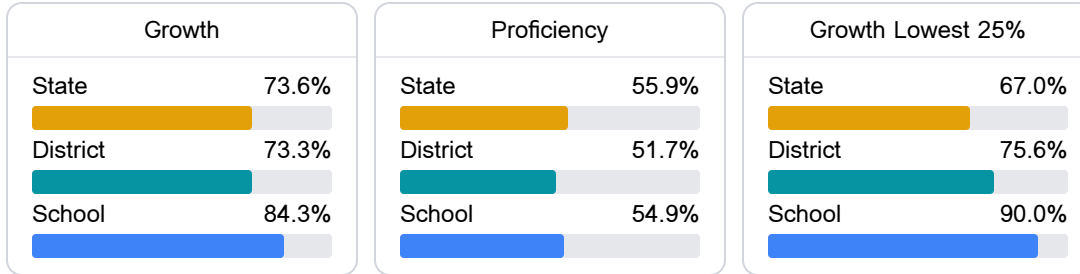 Growth
State 73.6%
District 73.3%
School 84.3%
Proficiency
State 55.9%
District 51.7%
School 54.9%
Growth Lowest 25%
State 67.0%
District 75.6%
School 90.0%